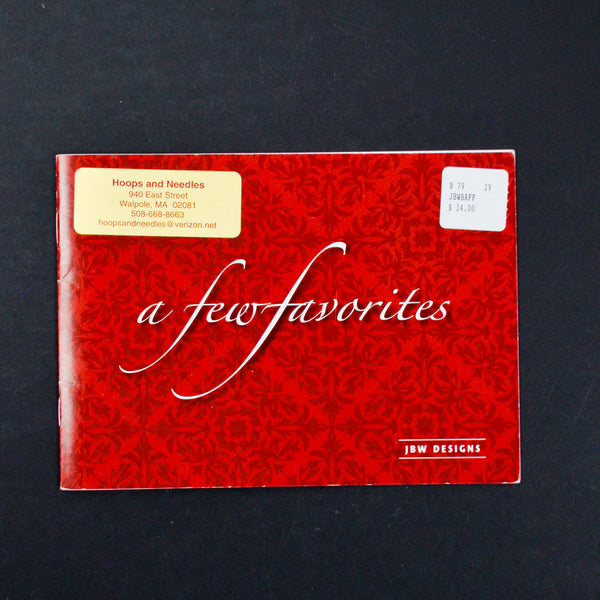 Hoops and Needles
940 East Street
Walpole, MA 02081
508-668-8663
hoopsandneedles@verizon.net
B 79 J9
JBWBAFF
$ 14.00
a few favorites
JBW DESIGNS